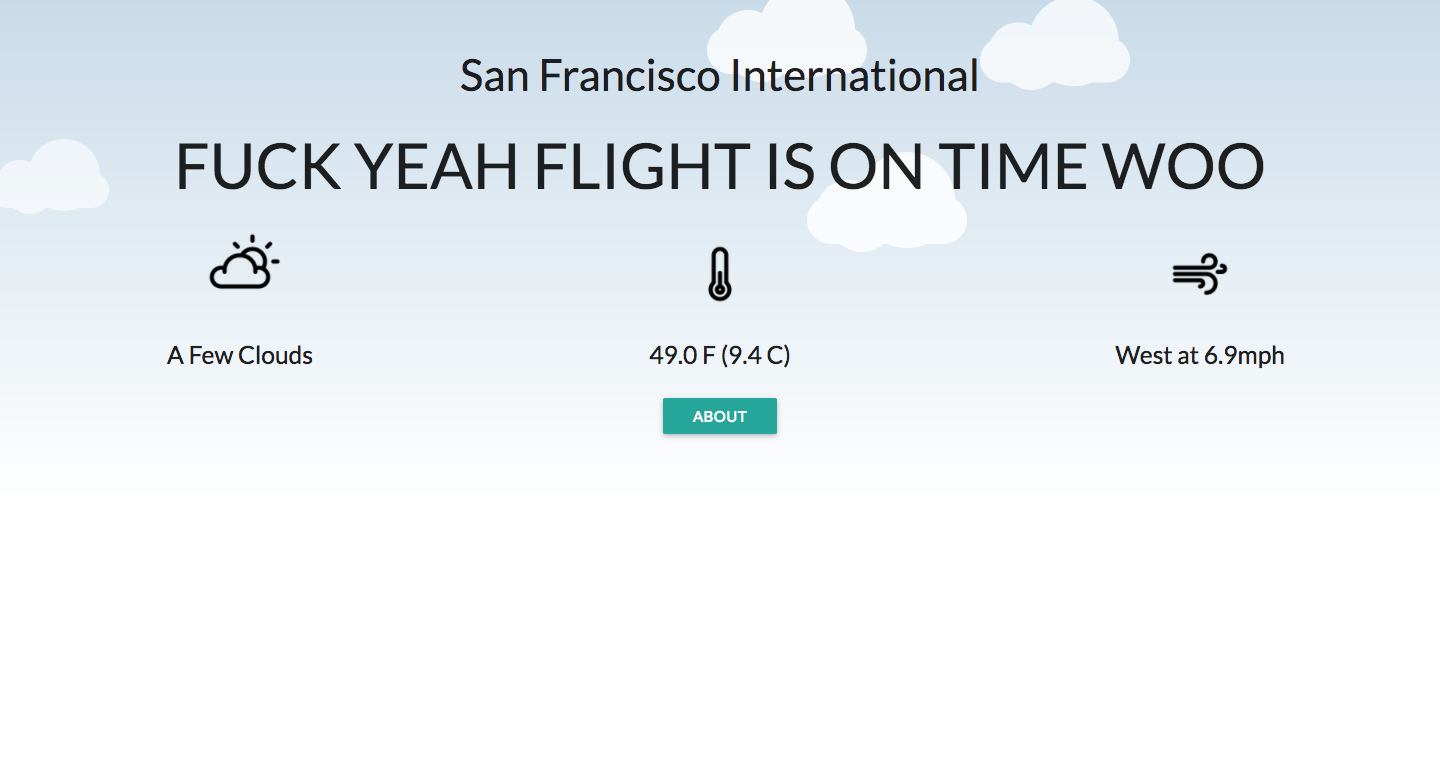 San Francisco International
FUCK YEAH FLIGHT IS ON TIME WOO
A Few Clouds
49.0 F (9.4 C)
West at 6.9mph
ABOUT